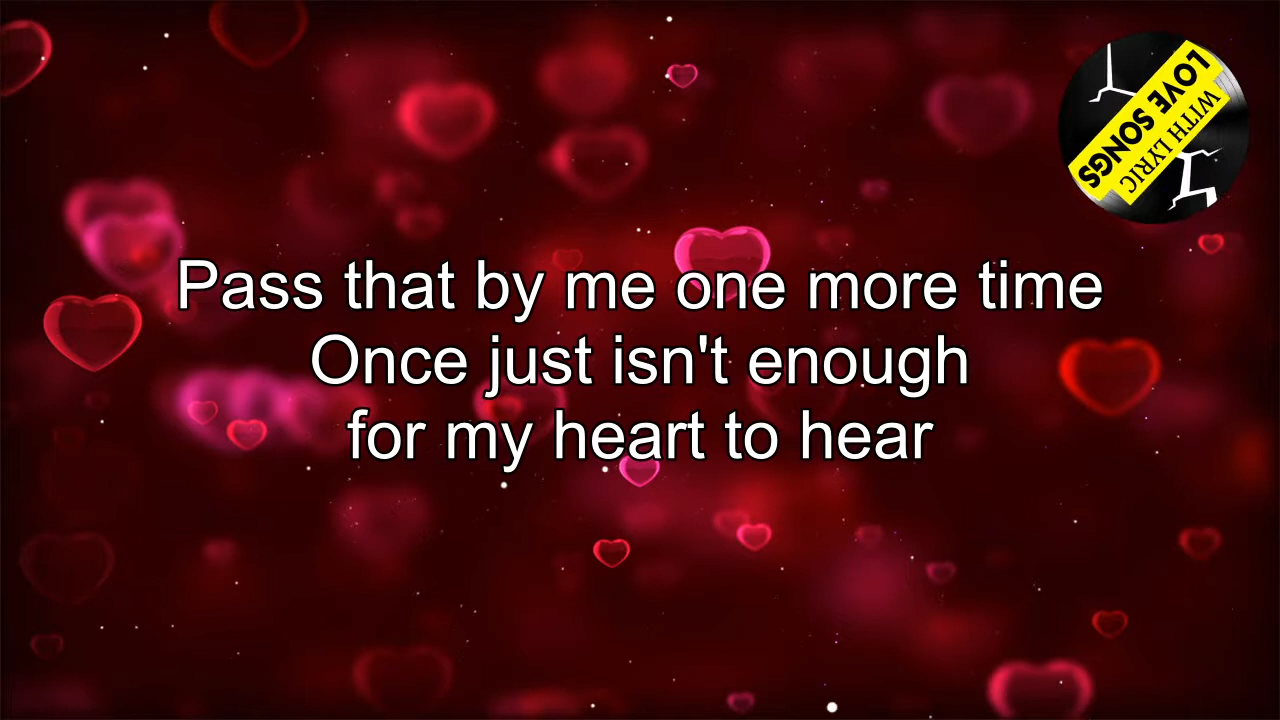 LOVE SONGS
WITH LYRIC
Pass that by me one more time
Once just isn't enough
for my heart to hear